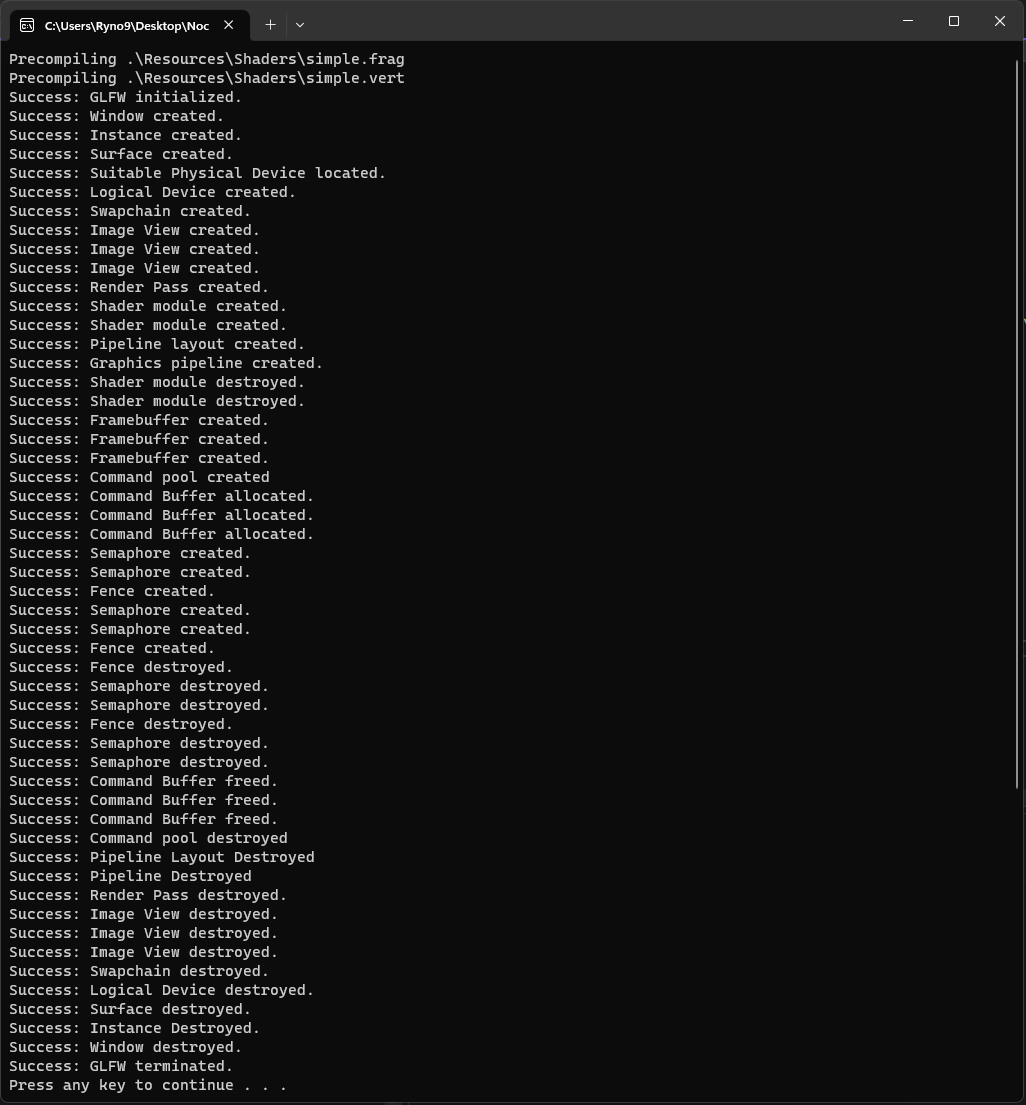 C:\Users\Ryno9\Desktop\Noc
Precompiling .\Resources\Shaders\simple.frag
Precompiling .\Resources\Shaders\simple.vert
Success: GLFW initialized.
Success: Window created.
Success: Instance created.
Success: Surface created.
Success: Suitable Physical Device located.
Success: Logical Device created.
Success: Swapchain created.
Success: Image View created.
Success: Image View created.
Success: Image View created.
Success: Render Pass created.
Success: Shader module created.
Success: Shader module created.
Success: Pipeline layout created.
Success: Graphics pipeline created.
Success: Shader module destroyed.
Success: Shader module destroyed.
Success: Framebuffer created.
Success: Framebuffer created.
Success: Framebuffer created.
Success: Command pool created
Success: Command Buffer allocated.
Success: Command Buffer allocated.
Success: Command Buffer allocated.
Success: Semaphore created.
Success: Semaphore created.
Success: Fence created.
Success: Semaphore created.
Success: Semaphore created.
Success: Fence created.
Success: Fence destroyed.
Success: Semaphore destroyed.
Success: Semaphore destroyed.
Success: Fence destroyed.
Success: Semaphore destroyed.
Success: Semaphore destroyed.
Success: Command Buffer freed.
Success: Command Buffer freed.
Success: Command Buffer freed.
Success: Command pool destroyed
Success: Pipeline Layout Destroyed
Success: Pipeline Destroyed
Success: Render Pass destroyed.
Success: Image View destroyed.
Success: Image View destroyed.
Success: Image View destroyed.
Success: Swapchain destroyed.
Success: Logical Device destroyed.
Success: Surface destroyed.
Success: Instance Destroyed.
Success: Window destroyed.
Success: GLFW terminated.
Press any key to continue . . .